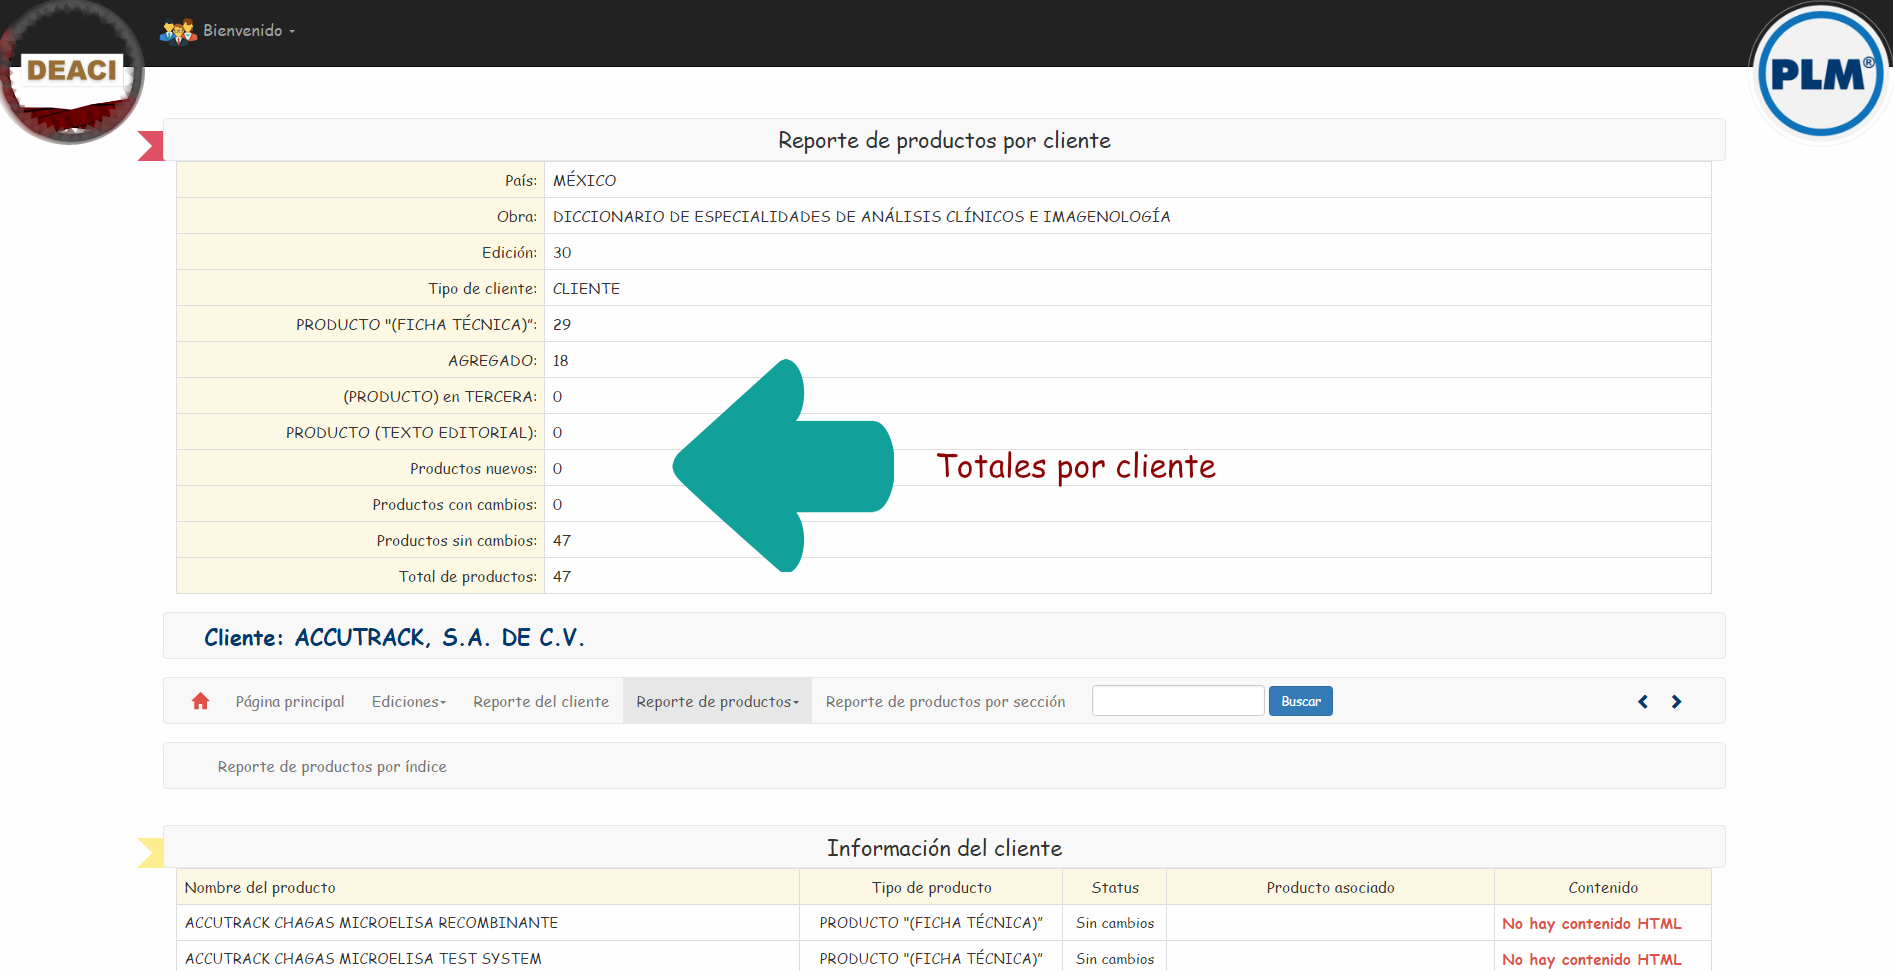 Bienvenido
DEACI
PLM®
Reporte de productos por cliente
País: MÉXICO
Obra: DICCIONARIO DE ESPECIALIDADES DE ANÁLISIS CLÍNICOS E IMAGENOLOGÍA
Edición: 30
Tipo de cliente: CLIENTE
PRODUCTO "(FICHA TÉCNICA)": 29
AGREGADO: 18
(PRODUCTO) en TERCERA: 0
PRODUCTO (TEXTO EDITORIAL): 0
Productos nuevos: 0
Totales por cliente
Productos con cambios: 0
Productos sin cambios: 47
Total de productos: 47
Cliente: ACCUTRACK, S.A. DE C.V.
Página principal Ediciones Reporte del cliente Reporte de productos Reporte de productos por sección Buscar
Reporte de productos por índice
Información del cliente
Nombre del producto Tipo de producto Status Producto asociado Contenido
ACCUTRACK CHAGAS MICROELISA RECOMBINANTE PRODUCTO "(FICHA TÉCNICA)" Sin cambios No hay contenido HTML
ACCUTRACK CHAGAS MICROELISA TEST SYSTEM PRODUCTO "(FICHA TÉCNICA)" Sin cambios No hay contenido HTML